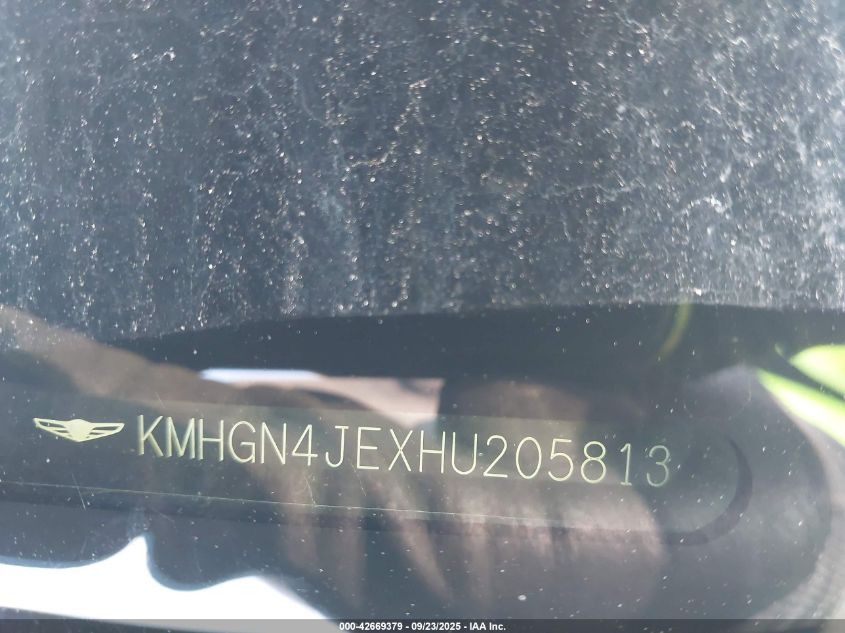 KMHGN4JEXHU205813
000-42669379 - 09/23/2025 - IAA Inc.